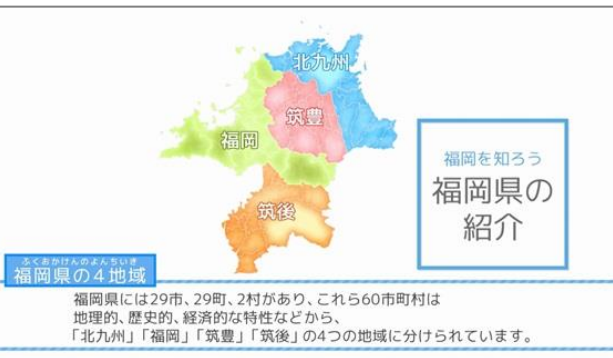 北九州
筑豊
福岡
筑後
福岡を知ろう
福岡県の
紹介
ふくおかけんのよんちいき
福岡県の4地域
福岡県には29市、29町、2村があり、これら60市町村は
地理的、歴史的、経済的な特性などから、
「北九州」「福岡」「筑豊」「筑後」の4つの地域に分けられています。